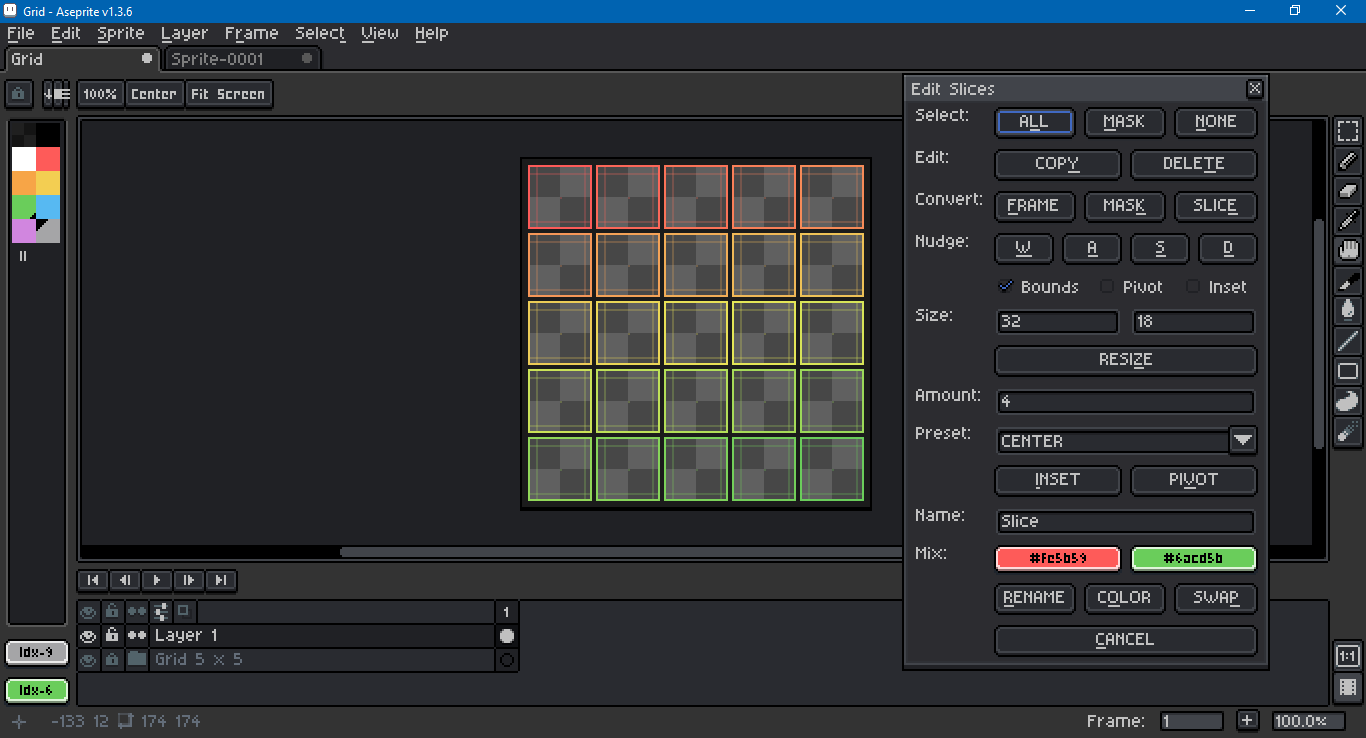 Grid - Aseprite v1.3.6
File Edit Sprite Layer Frame Select View Help
Grid Sprite-0001
100% Center Fit Screen
Edit Slices
Select: ALL MASK NONE
Edit: COPY DELETE
Convert: FRAME MASK SLICE
Nudge: W A S D
Bounds Pivot Inset
Size: 32 18
RESIZE
Amount: 4
Preset: CENTER
INSET PIVOT
Name: Slice
Mix: #fe5b59 #6acd5b
RENAME COLOR SWAP
CANCEL
1
Layer 1
Grid 5 x 5
Idx-9
Idx-6
1:1
-133 12 174 174
Frame: 1 + 100.0%